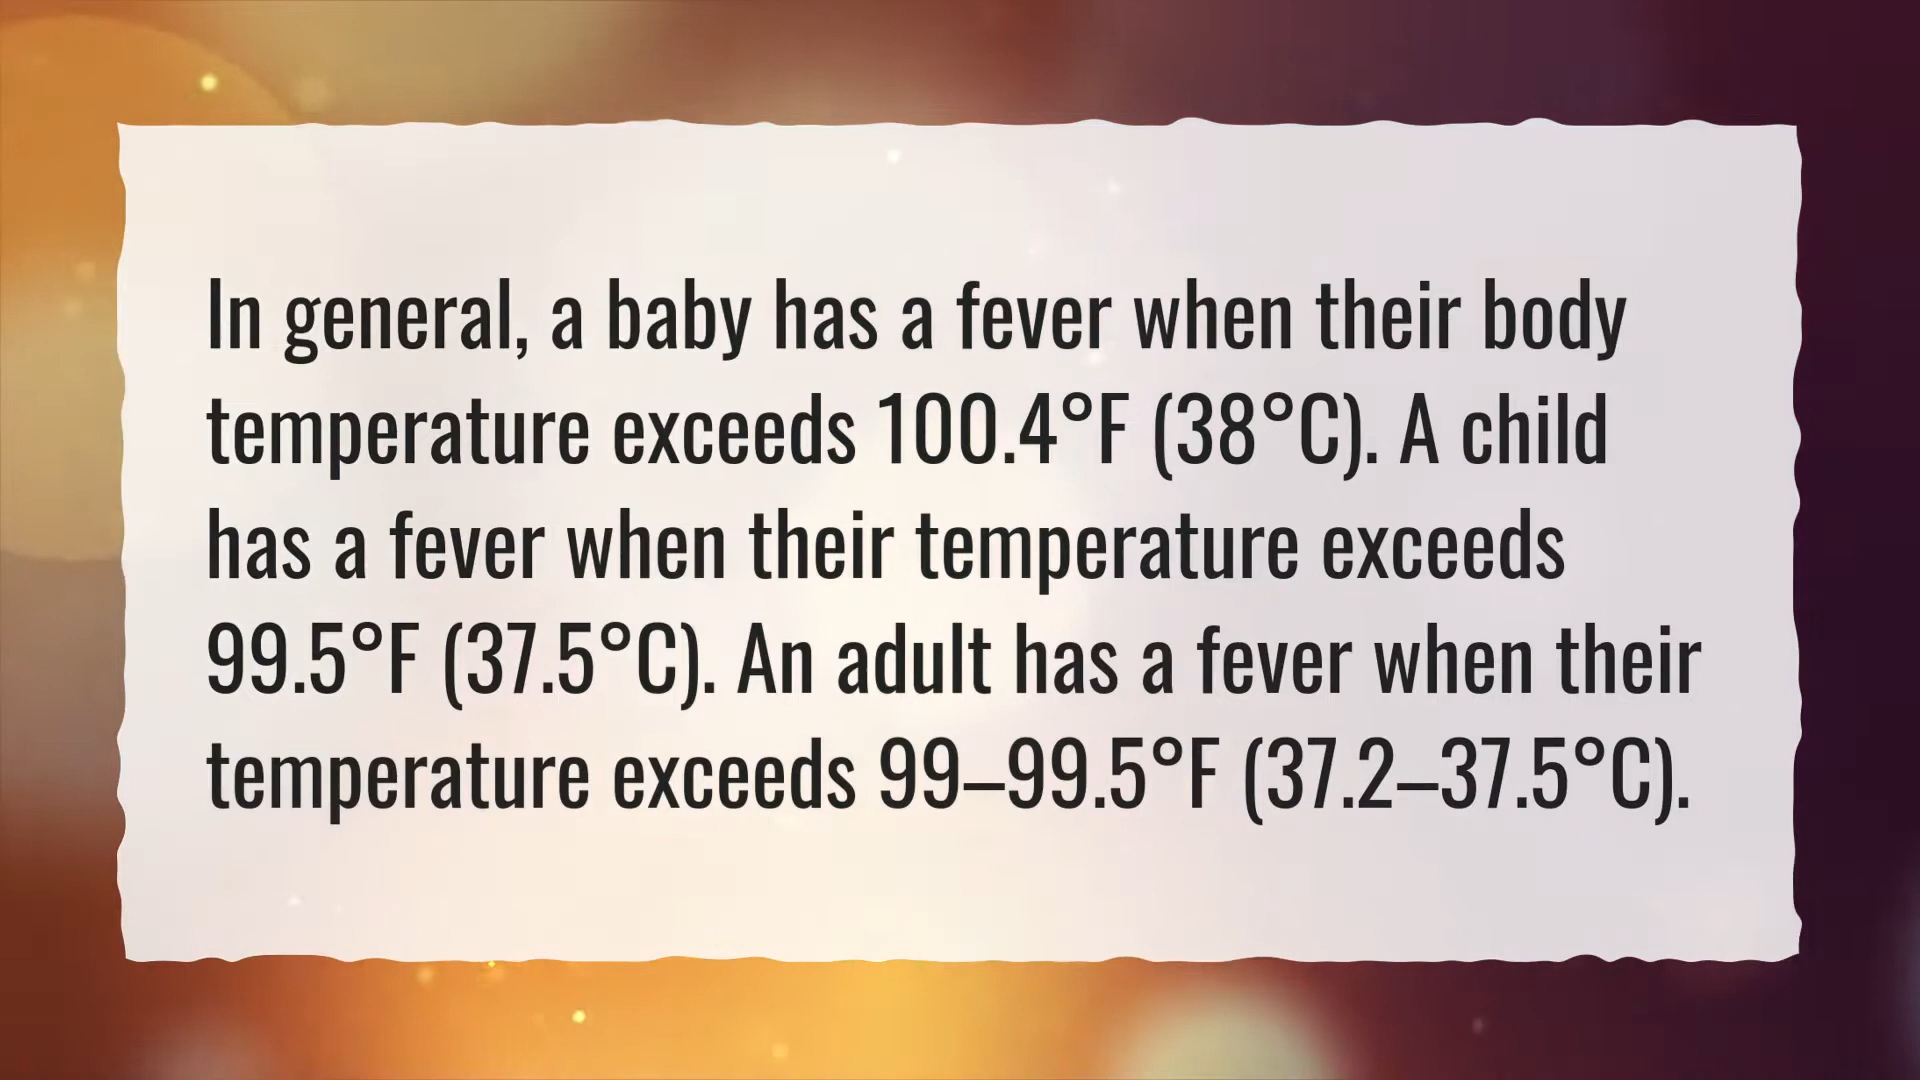 In general, a baby has a fever when their body
temperature exceeds 100.4°F (38°C). A child
has a fever when their temperature exceeds
99.5°F (37.5°C). An adult has a fever when their
temperature exceeds 99–99.5°F (37.2–37.5°C).